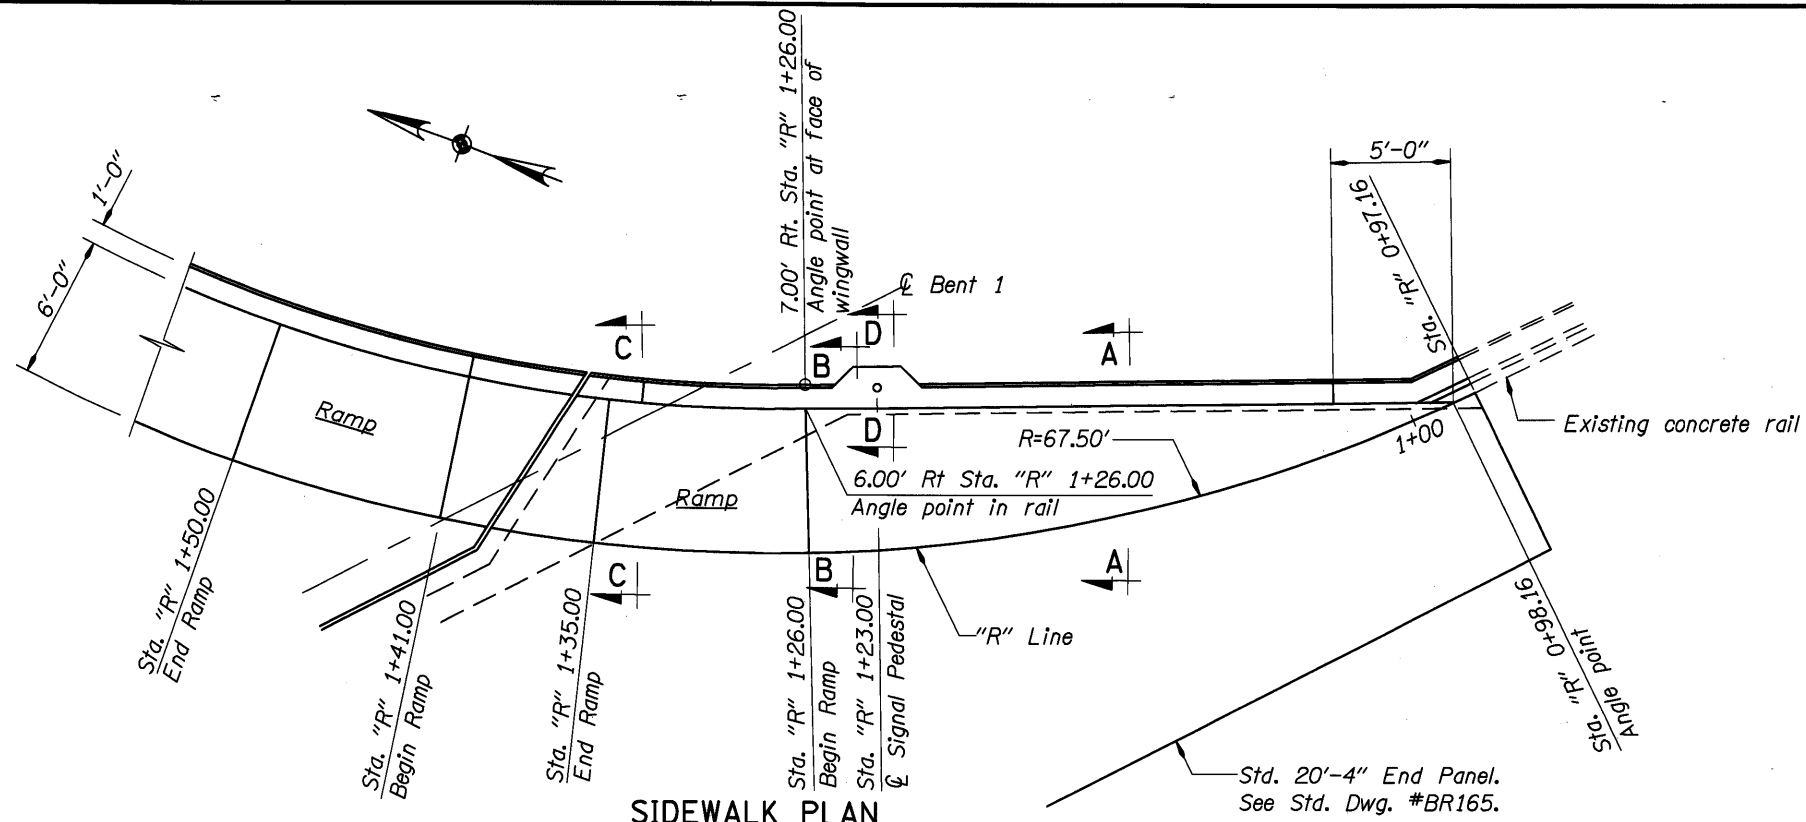 7.00' Rt. Sta. "R" 1+26.00
Angle point at face of
wingwall
1'-0"
6'-0"
5'-0"
Sta. "R" 0+97.16
℄ Bent 1
C
D
B
A
Ramp
D
R=67.50'
1+00
Existing concrete rail
6.00' Rt Sta. "R" 1+26.00
Angle point in rail
Ramp
C
B
A
Sta. "R" 1+50.00
End Ramp
Sta. "R" 1+41.00
Begin Ramp
Sta. "R" 1+35.00
End Ramp
Sta. "R" 1+26.00
Begin Ramp
Sta. "R" 1+23.00
℄ Signal Pedestal
"R" Line
Sta. "R" 0+98.16
Angle point
Std. 20'-4" End Panel.
See Std. Dwg. #BR165.
SIDEWALK PLAN